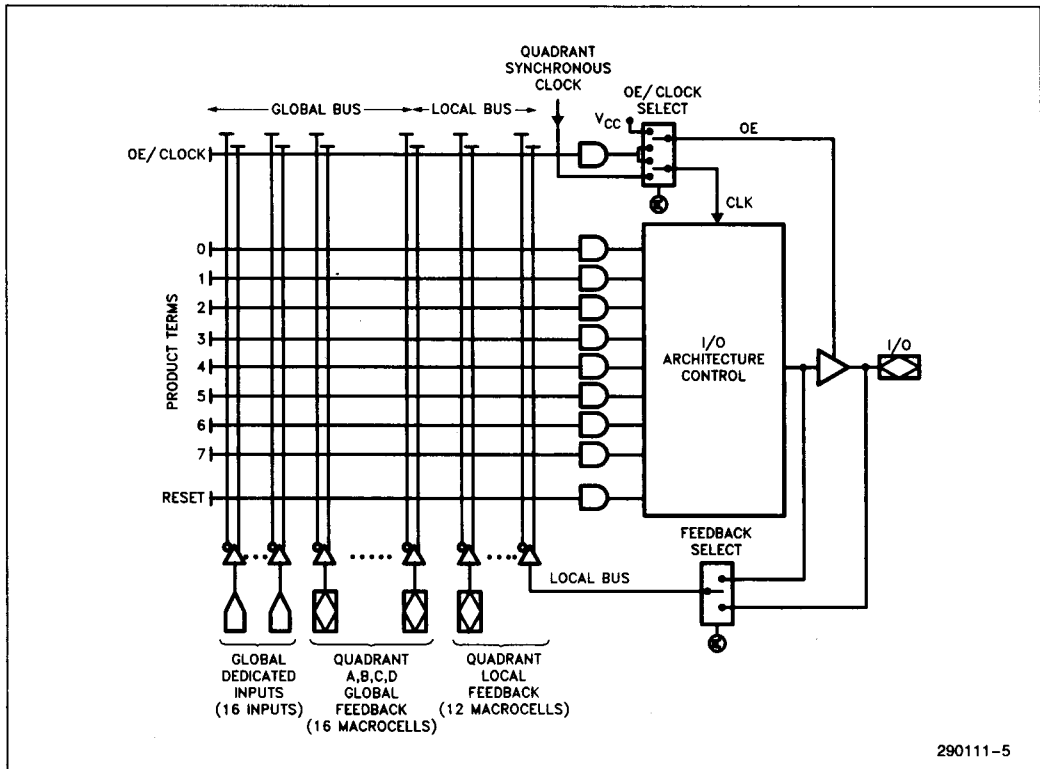 QUADRANT
SYNCHRONOUS
CLOCK
OE/CLOCK
SELECT
GLOBAL BUS
LOCAL BUS
VCC
OE
OE/CLOCK
CLK
PRODUCT TERMS
0
1
2
3
4
5
6
7
I/O
ARCHITECTURE
CONTROL
I/O
RESET
FEEDBACK
SELECT
LOCAL BUS
GLOBAL
DEDICATED
INPUTS
(16 INPUTS)
QUADRANT
A,B,C,D
GLOBAL
FEEDBACK
(16 MACROCELLS)
QUADRANT
LOCAL
FEEDBACK
(12 MACROCELLS)
290111-5